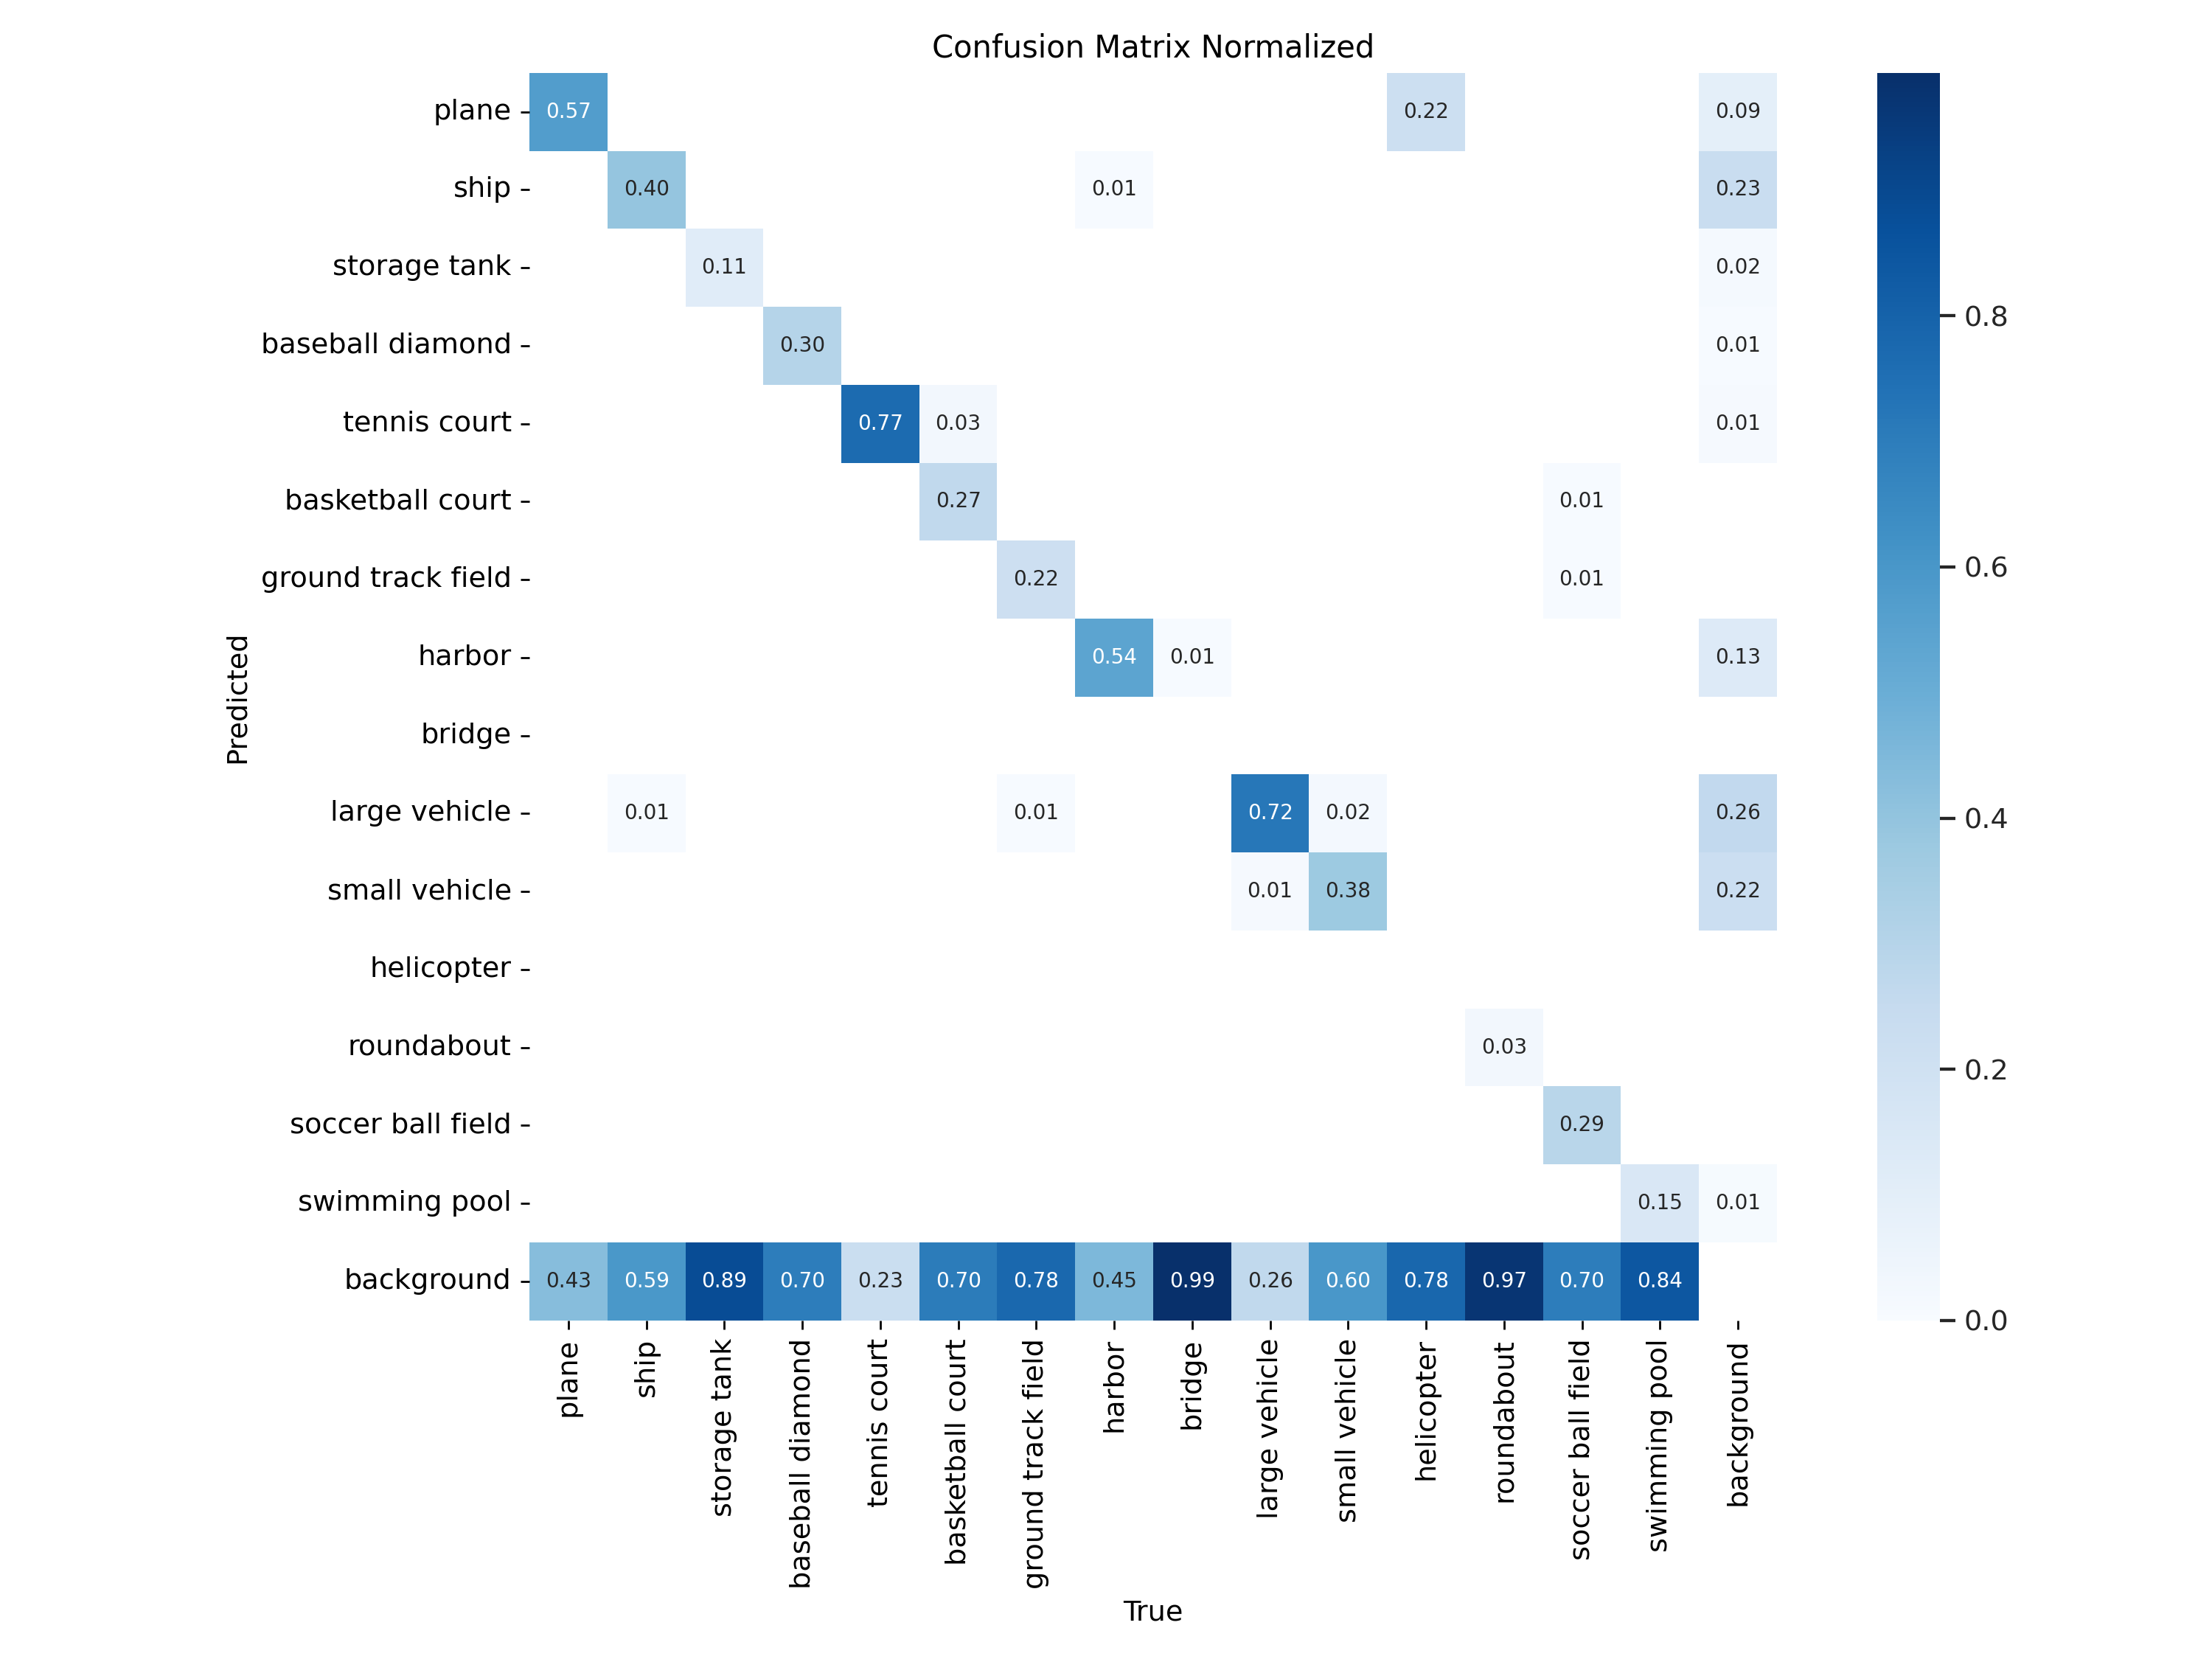 Confusion Matrix Normalized
plane 0.57 0.22 0.09
ship 0.40 0.01 0.23
storage tank 0.11 0.02
baseball diamond 0.30 0.01
0.8
tennis court 0.77 0.03 0.01
basketball court 0.27 0.01
ground track field 0.22 0.01
0.6
Predicted
harbor 0.54 0.01 0.13
bridge
large vehicle 0.01 0.01 0.72 0.02 0.26
0.4
small vehicle 0.01 0.38 0.22
helicopter
roundabout 0.03
0.2
soccer ball field 0.29
swimming pool 0.15 0.01
background 0.43 0.59 0.89 0.70 0.23 0.70 0.78 0.45 0.99 0.26 0.60 0.78 0.97 0.70 0.84
0.0
plane
ship
storage tank
baseball diamond
tennis court
basketball court
ground track field
harbor
bridge
large vehicle
small vehicle
helicopter
roundabout
soccer ball field
swimming pool
background
True